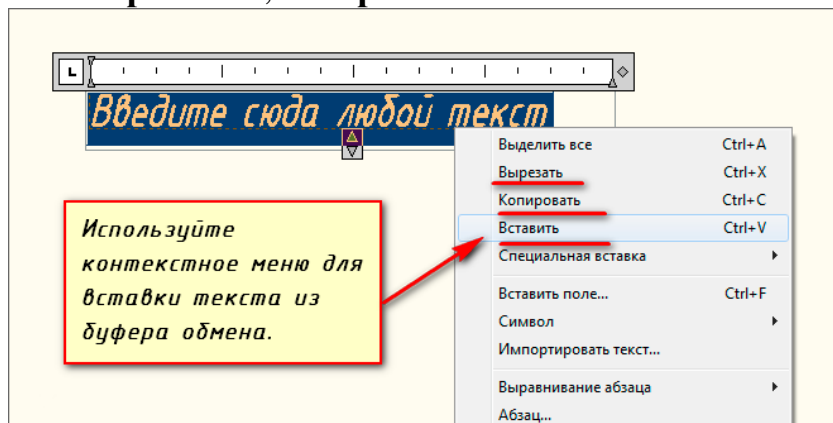 Введите сюда любой текст
Выделить все Ctrl+A
Вырезать Ctrl+X
Копировать Ctrl+C
Вставить Ctrl+V
Специальная вставка
Вставить поле... Ctrl+F
Символ
Импортировать текст...
Выравнивание абзаца
Абзац...
Используйте
контекстное меню для
вставки текста из
буфера обмена.